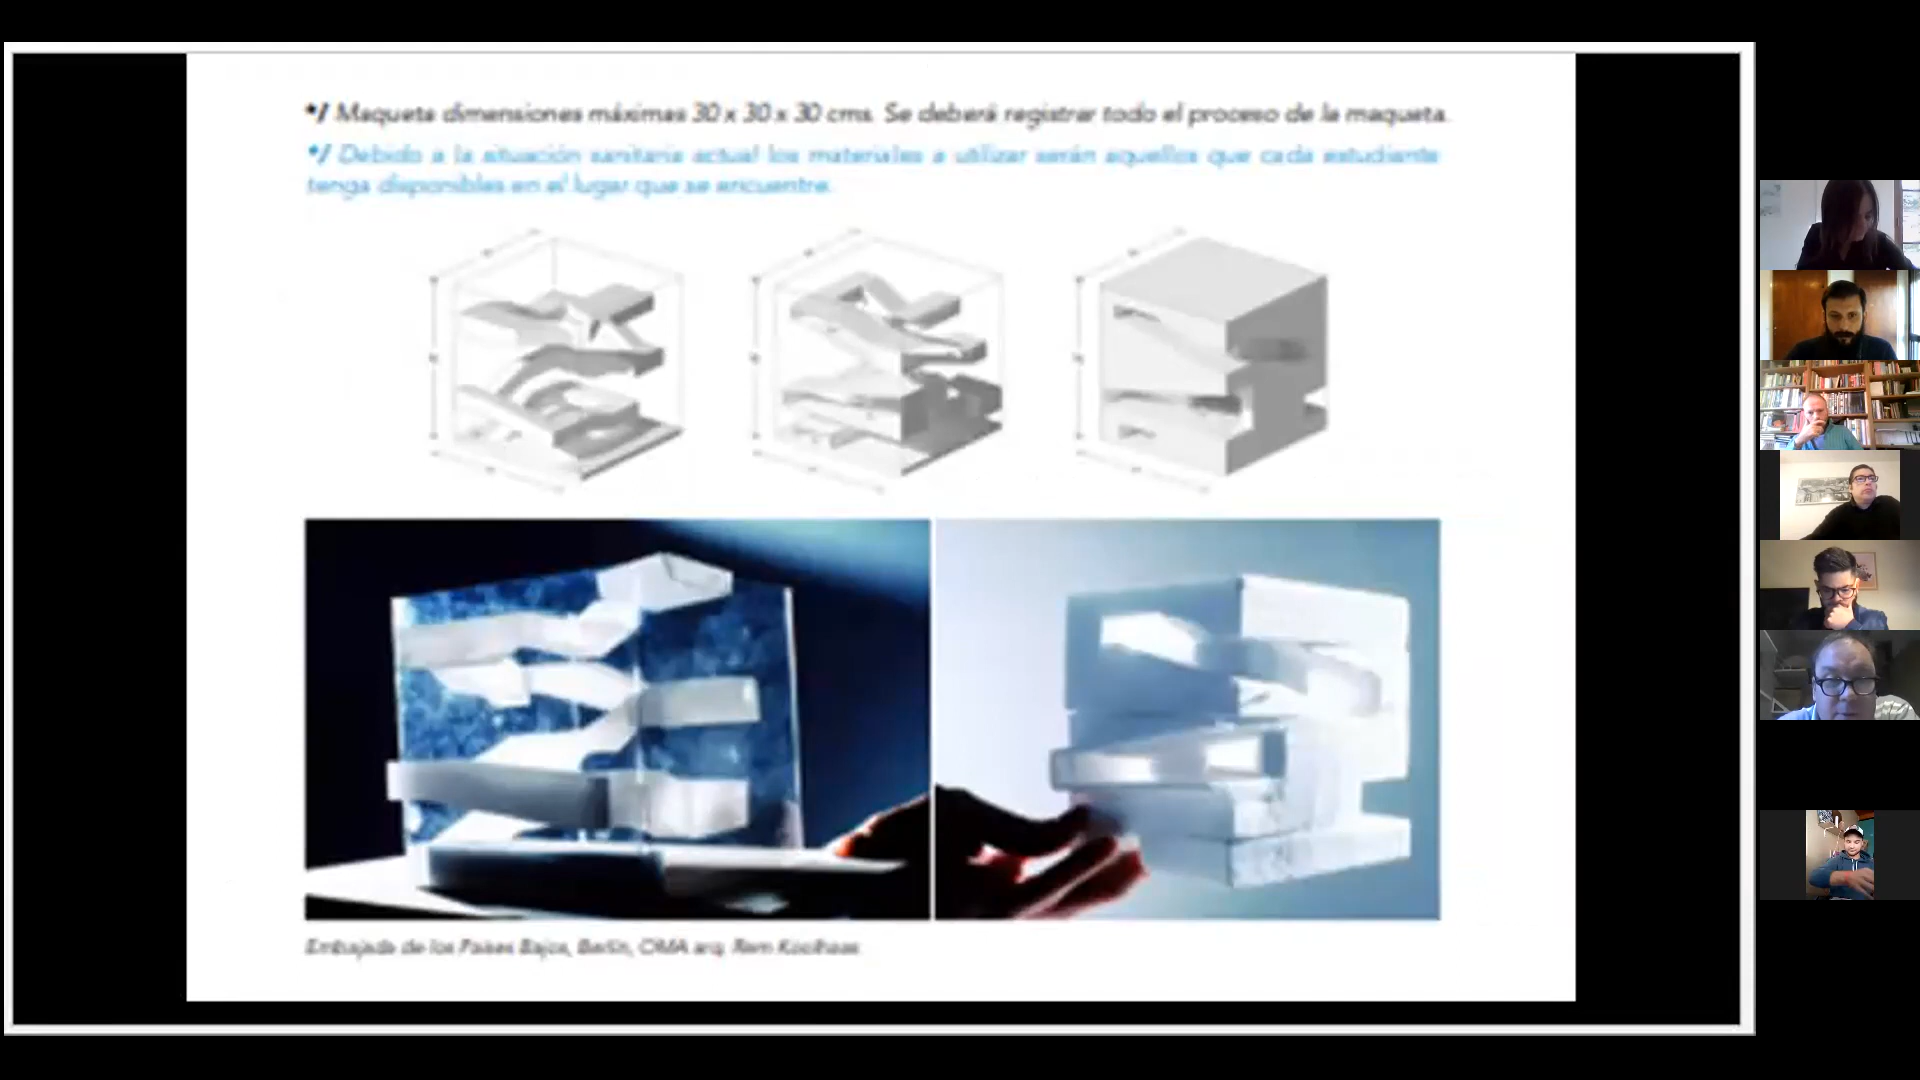 */ Maqueta dimensiones máximas 30 x 30 x 30 cms. Se deberá registrar todo el proceso de la maqueta.
*/ Debido a la situación sanitaria actual los materiales a utilizar serán aquellos que cada estudiante
tenga disponibles en el lugar que se encuentre.
Embajada de los Países Bajos, Berlín, OMA arq. Rem Koolhaas